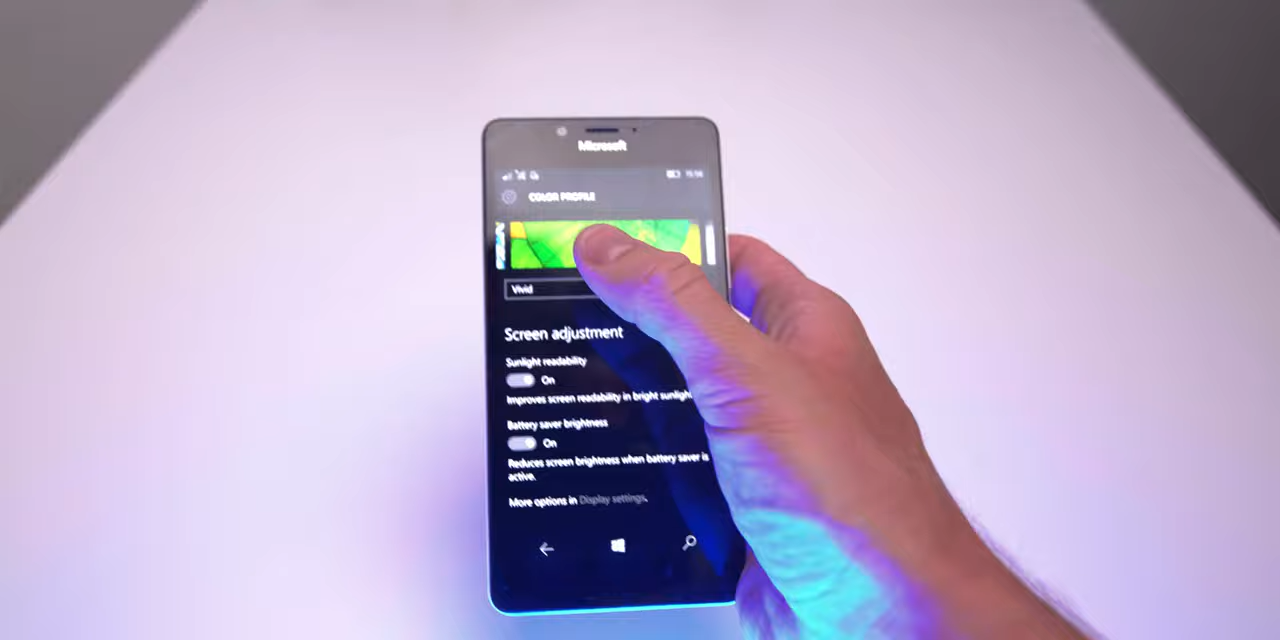 Microsoft
COLOR PROFILE
Vivid
Screen adjustment
Sunlight readability
On
Improves screen readability in bright sunlight.
Battery saver brightness
On
Reduces screen brightness when battery saver is
active.
More options in Display settings.